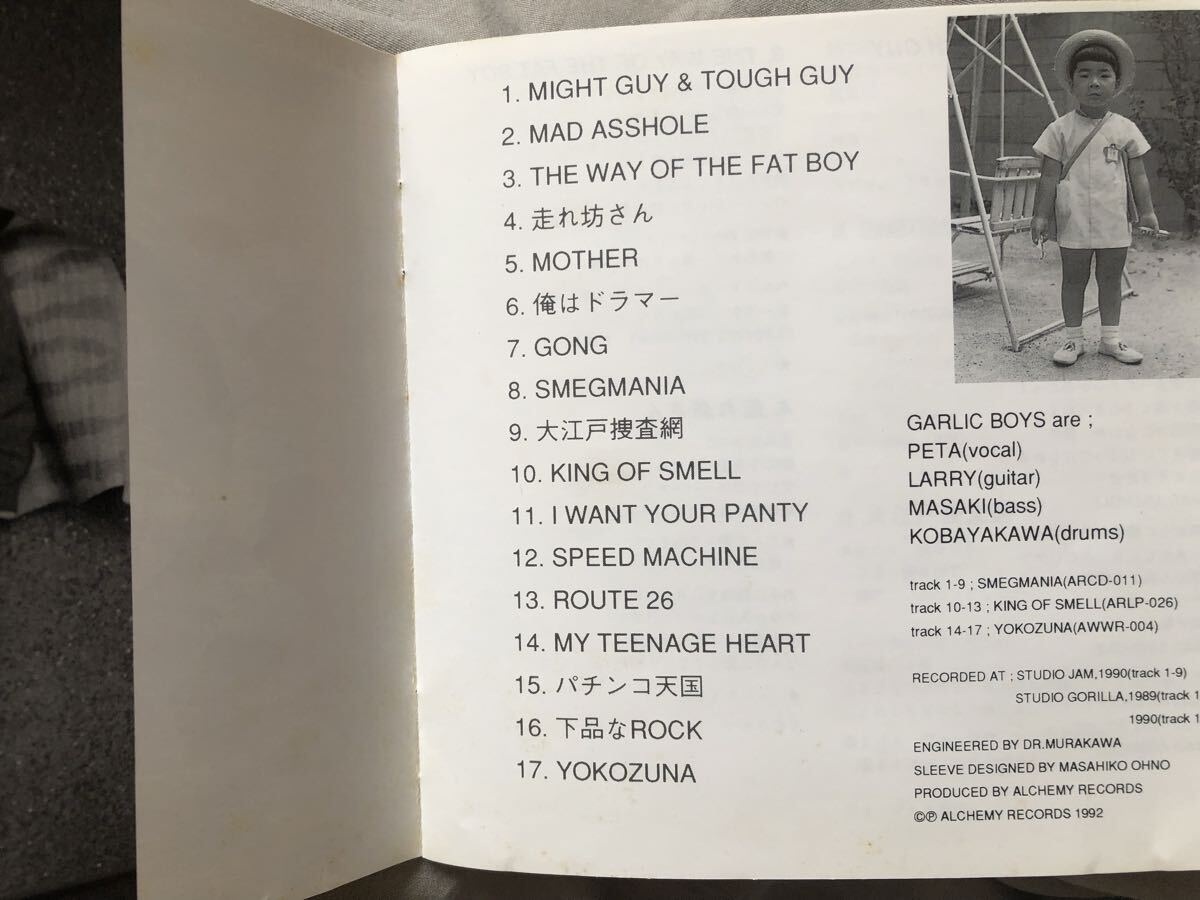 1. MIGHT GUY & TOUGH GUY
2. MAD ASSHOLE
3. THE WAY OF THE FAT BOY
4. 走れ坊さん
5. MOTHER
6. 俺はドラマー
7. GONG
8. SMEGMANIA
9. 大江戸捜査網
10. KING OF SMELL
11. I WANT YOUR PANTY
12. SPEED MACHINE
13. ROUTE 26
14. MY TEENAGE HEART
15. パチンコ天国
16. 下品なROCK
17. YOKOZUNA
GARLIC BOYS are ;
PETA(vocal)
LARRY(guitar)
MASAKI(bass)
KOBAYAKAWA(drums)
track 1-9 ; SMEGMANIA(ARCD-011)
track 10-13 ; KING OF SMELL(ARLP-026)
track 14-17 ; YOKOZUNA(AWWR-004)
RECORDED AT ; STUDIO JAM,1990(track 1-9)
STUDIO GORILLA,1989(track 1
1990(track 1
ENGINEERED BY DR.MURAKAWA
SLEEVE DESIGNED BY MASAHIKO OHNO
PRODUCED BY ALCHEMY RECORDS
©℗ ALCHEMY RECORDS 1992